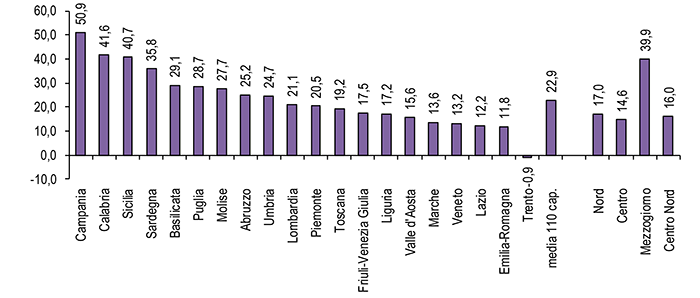 60,0
50,0
40,0
30,0
20,0
10,0
0,0
-10,0
50,9
41,6
40,7
35,8
29,1
28,7
27,7
25,2
24,7
21,1
20,5
19,2
17,5
17,2
15,6
13,6
13,2
12,2
11,8
-0,9
22,9
17,0
14,6
39,9
16,0
Campania
Calabria
Sicilia
Sardegna
Basilicata
Puglia
Molise
Abruzzo
Umbria
Lombardia
Piemonte
Toscana
Friuli-Venezia Giulia
Liguria
Valle d'Aosta
Marche
Veneto
Lazio
Emilia-Romagna
Trento
media 110 cap.
Nord
Centro
Mezzogiorno
Centro Nord